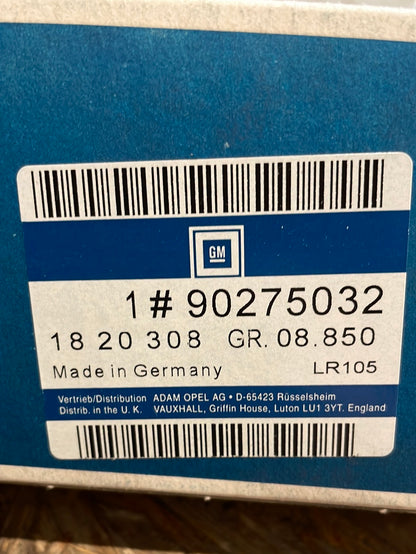 GM
1 # 90275032
18 20 308 GR. 08.850
Made in Germany LR105
Vertrieb/Distribution ADAM OPEL AG • D-65423 Rüsselsheim
Distrib. in the U. K. VAUXHALL, Griffin House, Luton LU1 3YT. England